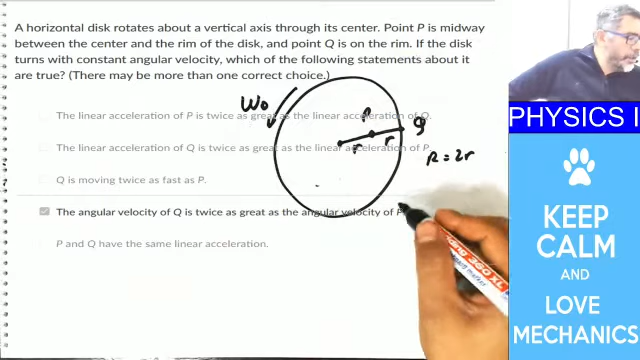 A horizontal disk rotates about a vertical axis through its center. Point P is midway
between the center and the rim of the disk, and point Q is on the rim. If the disk
turns with constant angular velocity, which of the following statements about it
are true? (There may be more than one correct choice.)
The linear acceleration of P is twice as great as the linear acceleration of Q.
The linear acceleration of Q is twice as great as the linear acceleration of P.
Q is moving twice as fast as P.
The angular velocity of Q is twice as great as the angular velocity of P.
P and Q have the same linear acceleration.
ω₀
P
Q
r
r
R = 2r
PHYSICS I
KEEP
CALM
AND
LOVE
MECHANICS